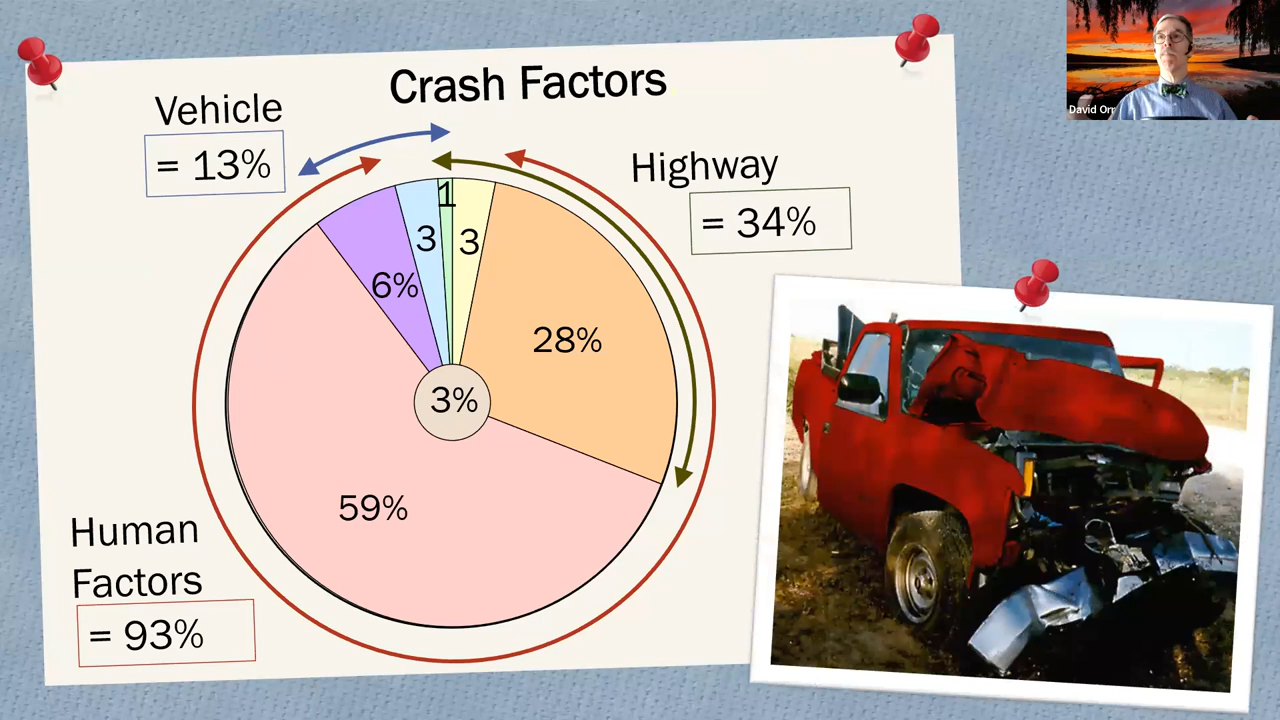 Crash Factors
Vehicle
= 13%
Highway
= 34%
1
3
3
6%
28%
3%
59%
Human
Factors
= 93%
David Orr